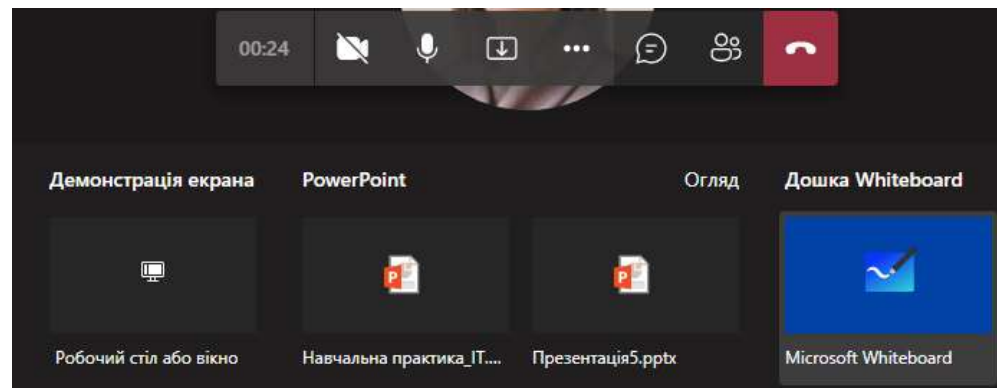 00:24
Демонстрація екрана PowerPoint Огляд Дошка Whiteboard
Робочий стіл або вікно Навчальна практика_ІТ.... Презентація5.pptx Microsoft Whiteboard